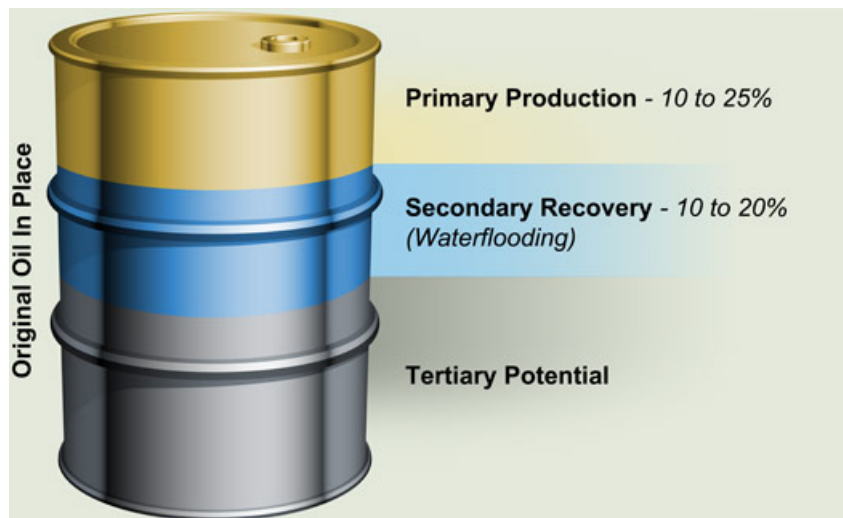 Original Oil In Place
Primary Production - 10 to 25%
Secondary Recovery - 10 to 20%
(Waterflooding)
Tertiary Potential